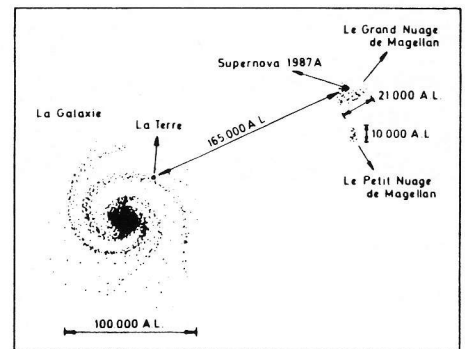 Le Grand Nuage
de Magellan
Supernova 1987A
21 000 A.L.
La Galaxie
La Terre
165 000 A L
10 000 A.L
Le Petit Nuage
de Magellan
100 000 A.L.